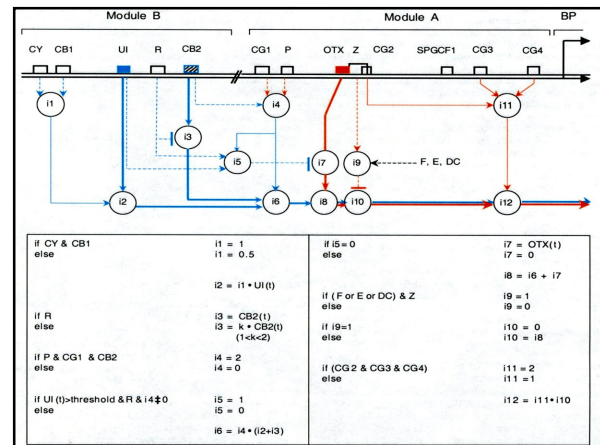 Module B
Module A
BP
CY CB1 UI R CB2 CG1 P OTX Z CG2 SPGCF1 CG3 CG4
i1
i4
i11
i3
i5
i7
i9
F, E, DC
i2
i6
i8
i10
i12
if CY & CB1 i1 = 1
else i1 = 0.5
i2 = i1 • UI(t)
if R i3 = CB2(t)
else i3 = k • CB2(t)
(1<k<2)
if P & CG1 & CB2 i4 = 2
else i4 = 0
if UI(t)>threshold & R & i4‡0 i5 = 1
else i5 = 0
i6 = i4 • (i2+i3)
if i5=0 i7 = OTX(t)
else i7 = 0
i8 = i6 + i7
if (F or E or DC) & Z i9 = 1
else i9 = 0
if i9=1 i10 = 0
else i10 = i8
if (CG2 & CG3 & CG4) i11 = 2
else i11 = 1
i12 = i11•i10